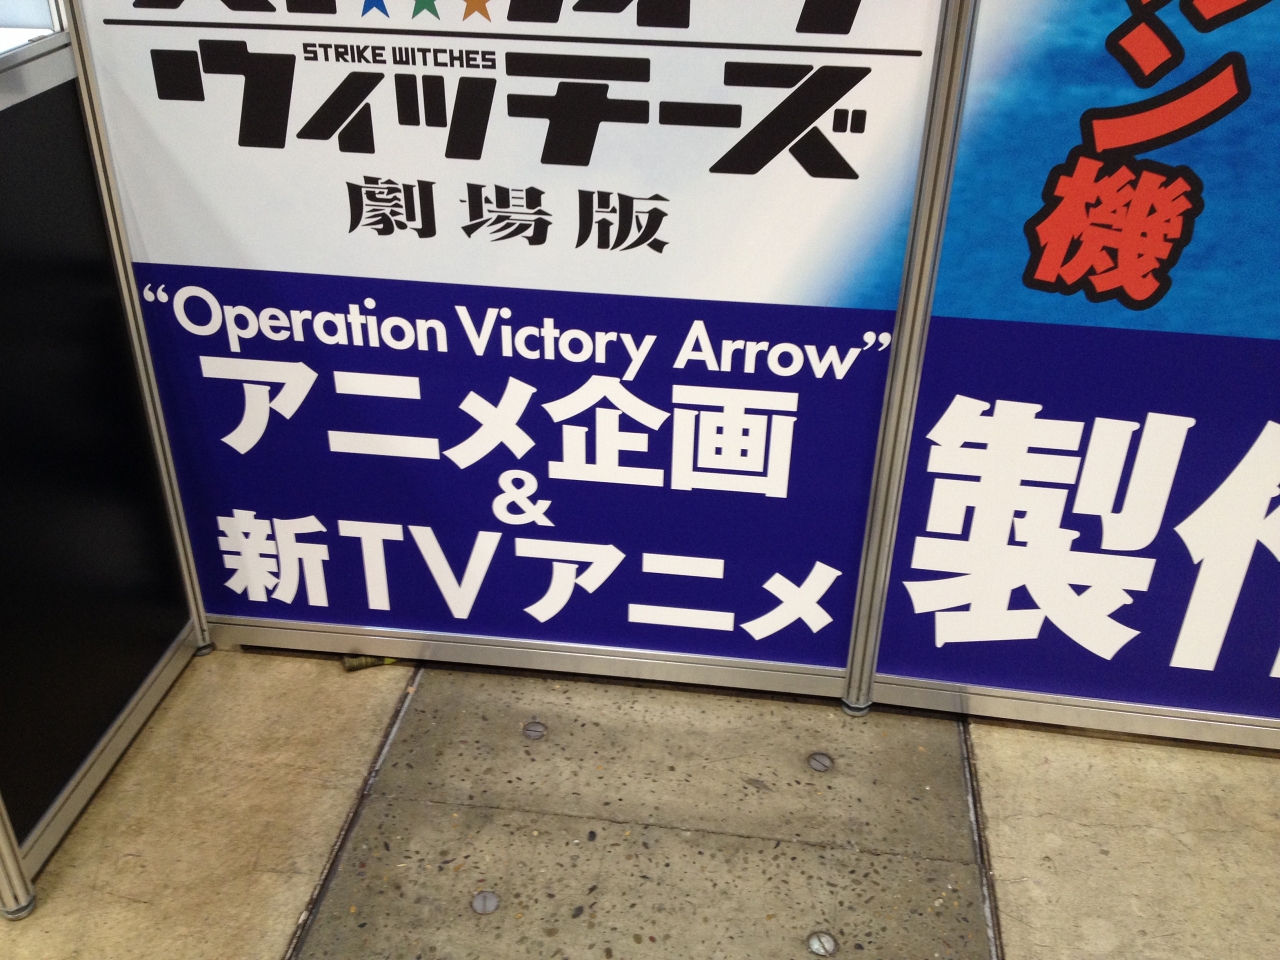 STRIKE WITCHES
ウィッチーズ
劇場版
“Operation Victory Arrow”
アニメ企画
&
新TVアニメ
ン機
製